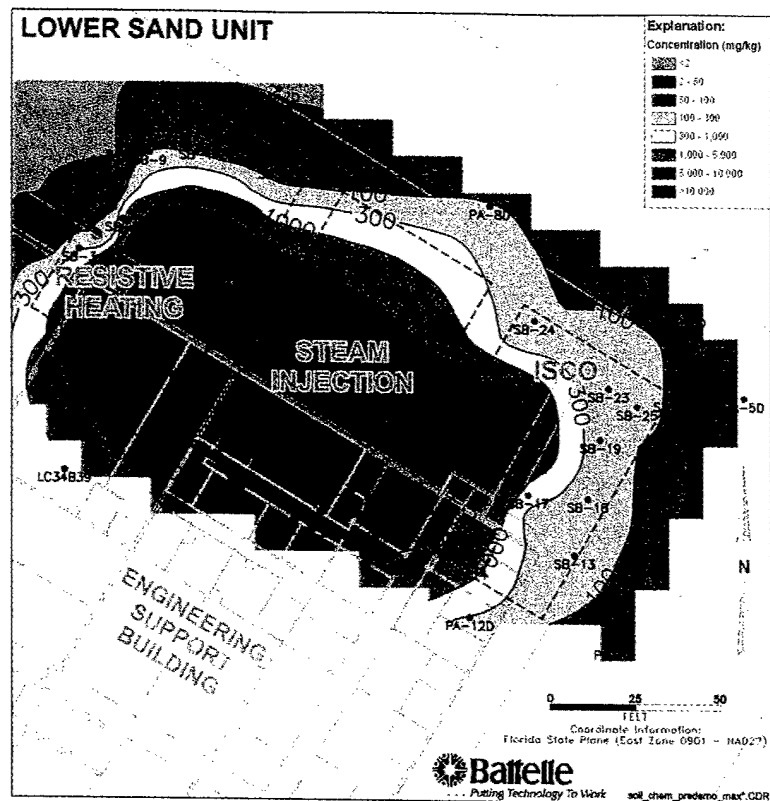 LOWER SAND UNIT
Explanation:
Concentration (mg/kg)
<2
2 - 50
50 - 100
100 - 300
300 - 1,000
1,000 - 5,000
5,000 - 10,000
>10,000
SB-9
100
300
1000
PA-8D
300
RESISTIVE
HEATING
STEAM
INJECTION
SB-24
100
ISCO
300
SB-23
SB-25
-5D
SB-19
LC34B39
SB-17
SB-18
SB-13
N
ENGINEERING
SUPPORT
BUILDING
PA-12D
0 25 50
FEET
Coordinate Information:
Florida State Plane (East Zone 0901 - NAD27)
Battelle
... Putting Technology To Work
soil_chem_predemo_max*.CDR